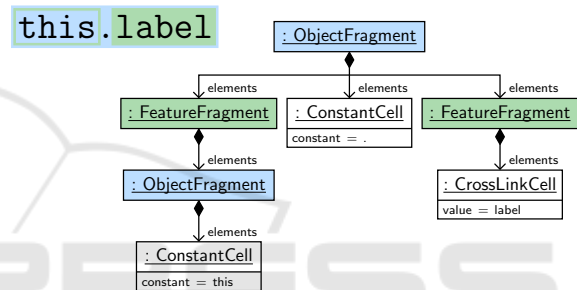 this.label
: ObjectFragment
elements elements elements
: FeatureFragment : ConstantCell : FeatureFragment
constant = .
elements elements
: ObjectFragment : CrossLinkCell
value = label
elements
: ConstantCell
constant = this
PRESS